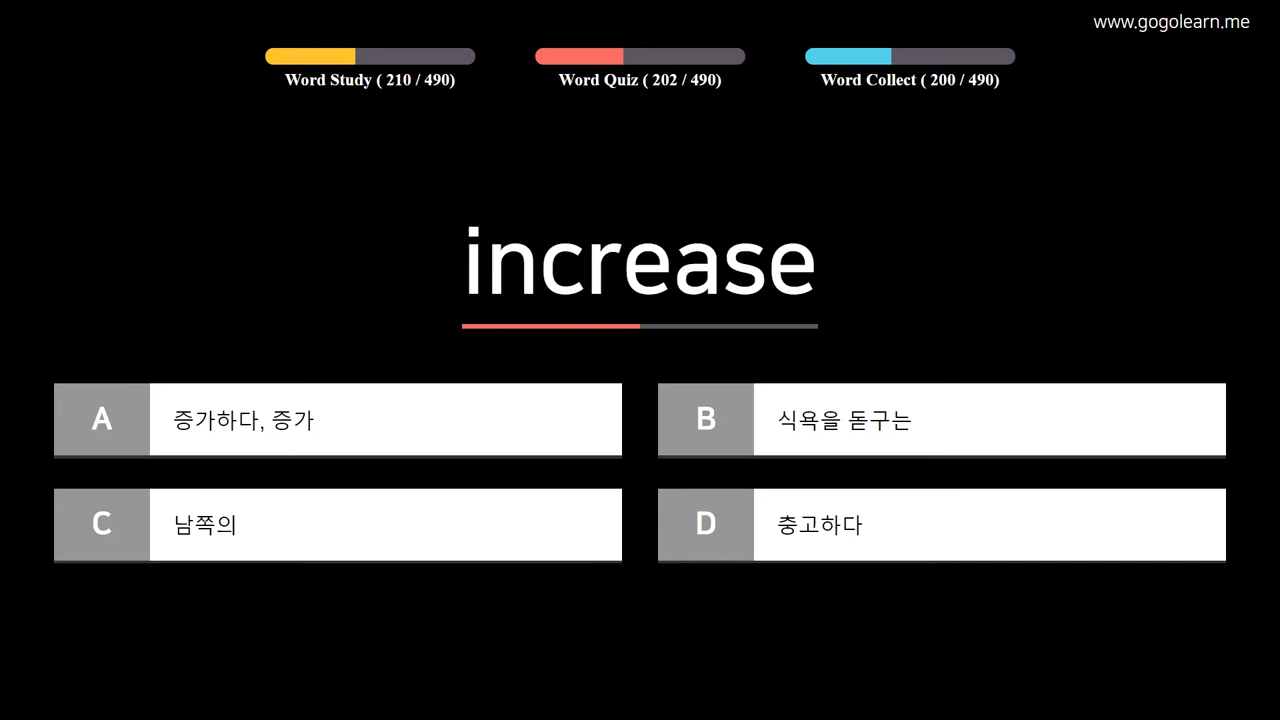 www.gogolearn.me
Word Study ( 210 / 490)
Word Quiz ( 202 / 490)
Word Collect ( 200 / 490)
increase
A 증가하다, 증가
B 식욕을 돋구는
C 남쪽의
D 충고하다